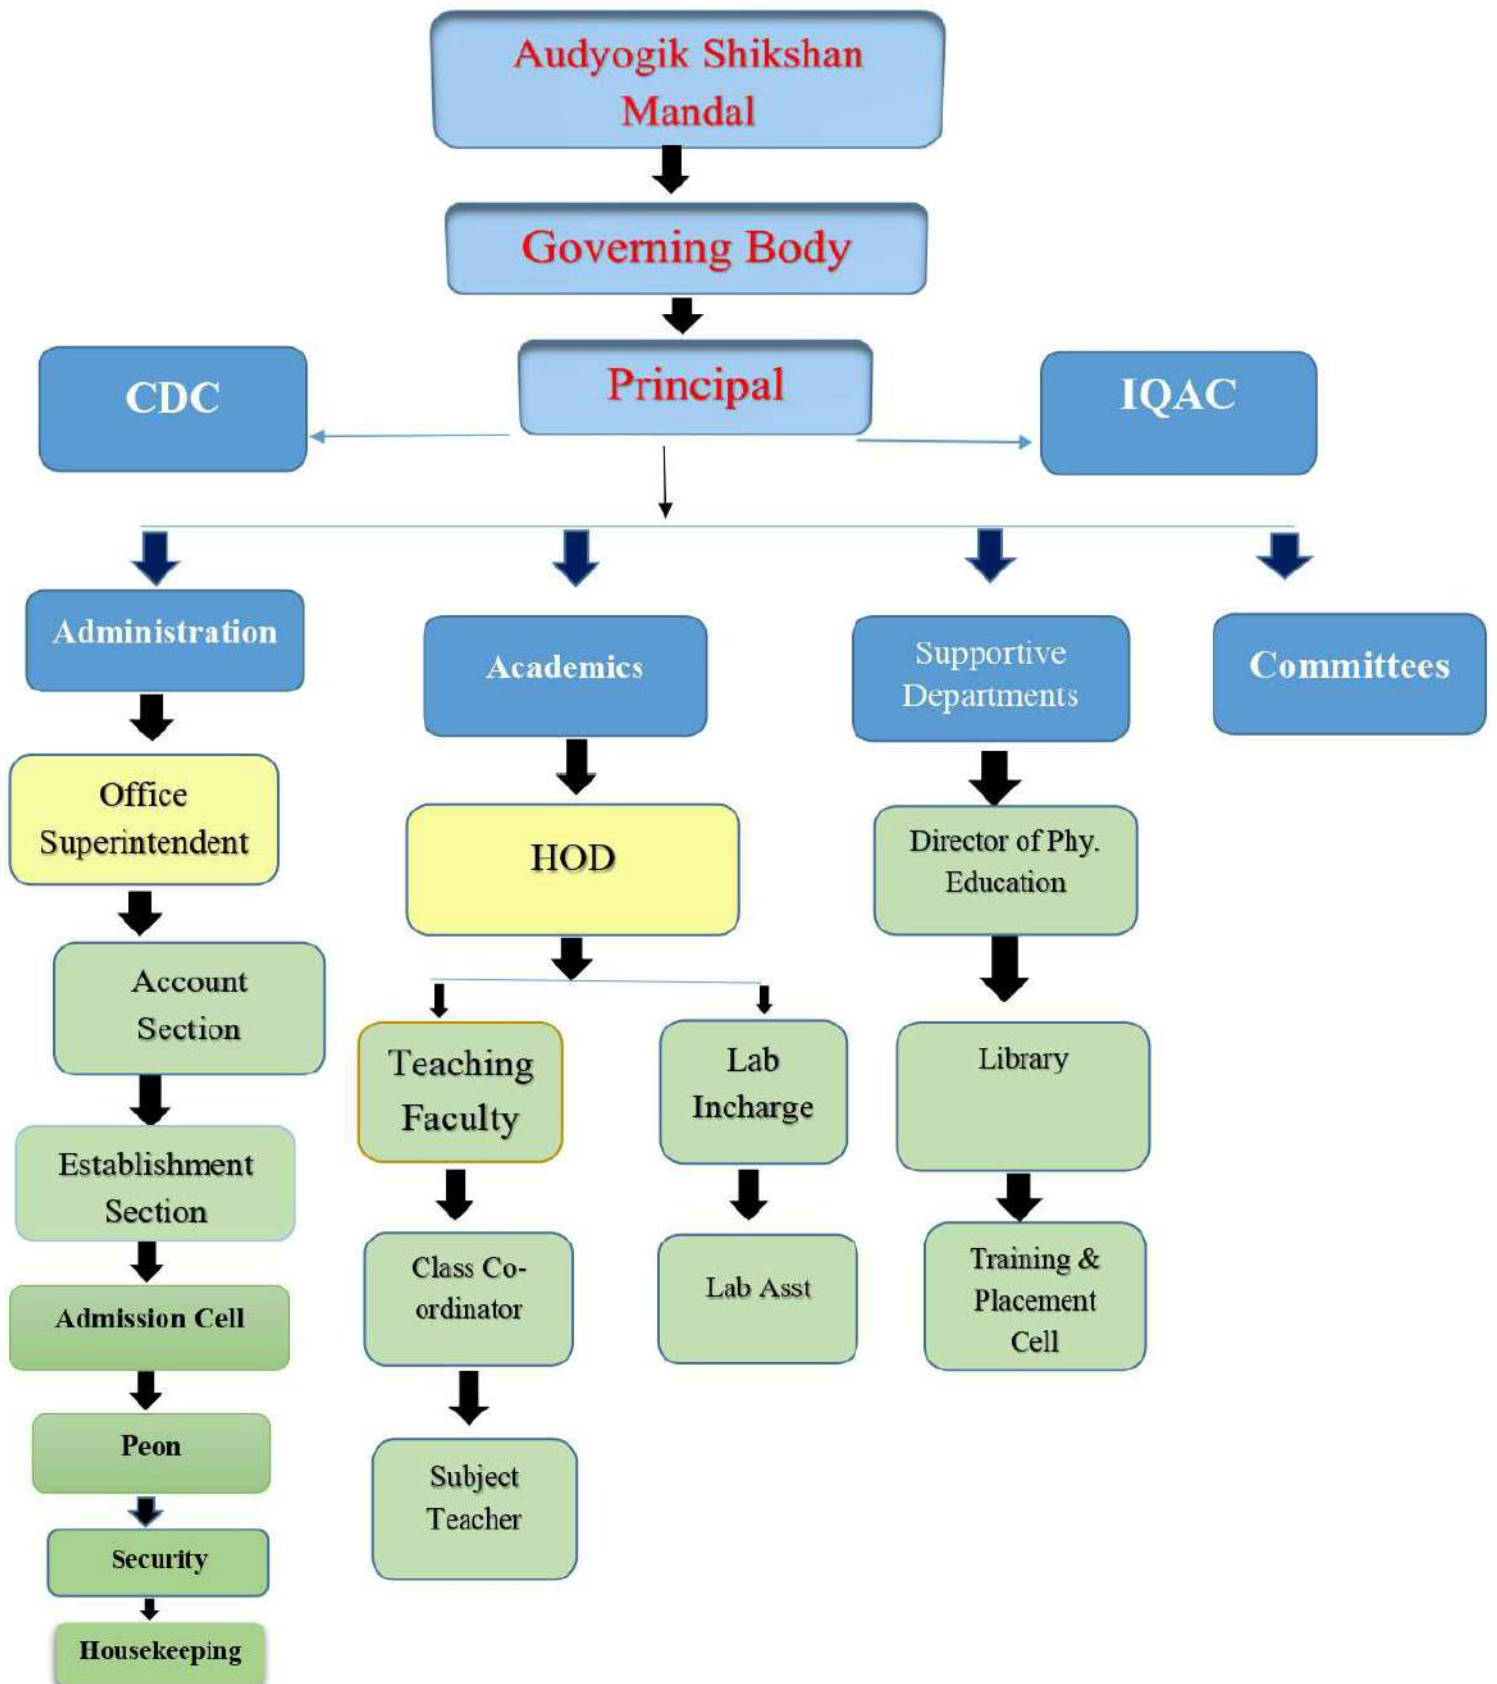 Audyogik Shikshan
Mandal
Governing Body
Principal
CDC
IQAC
Administration
Academics
Supportive
Departments
Committees
Office
Superintendent
HOD
Director of Phy.
Education
Account
Section
Teaching
Faculty
Lab
Incharge
Library
Establishment
Section
Class Co-
ordinator
Lab Asst
Training &
Placement
Cell
Admission Cell
Peon
Subject
Teacher
Security
Housekeeping